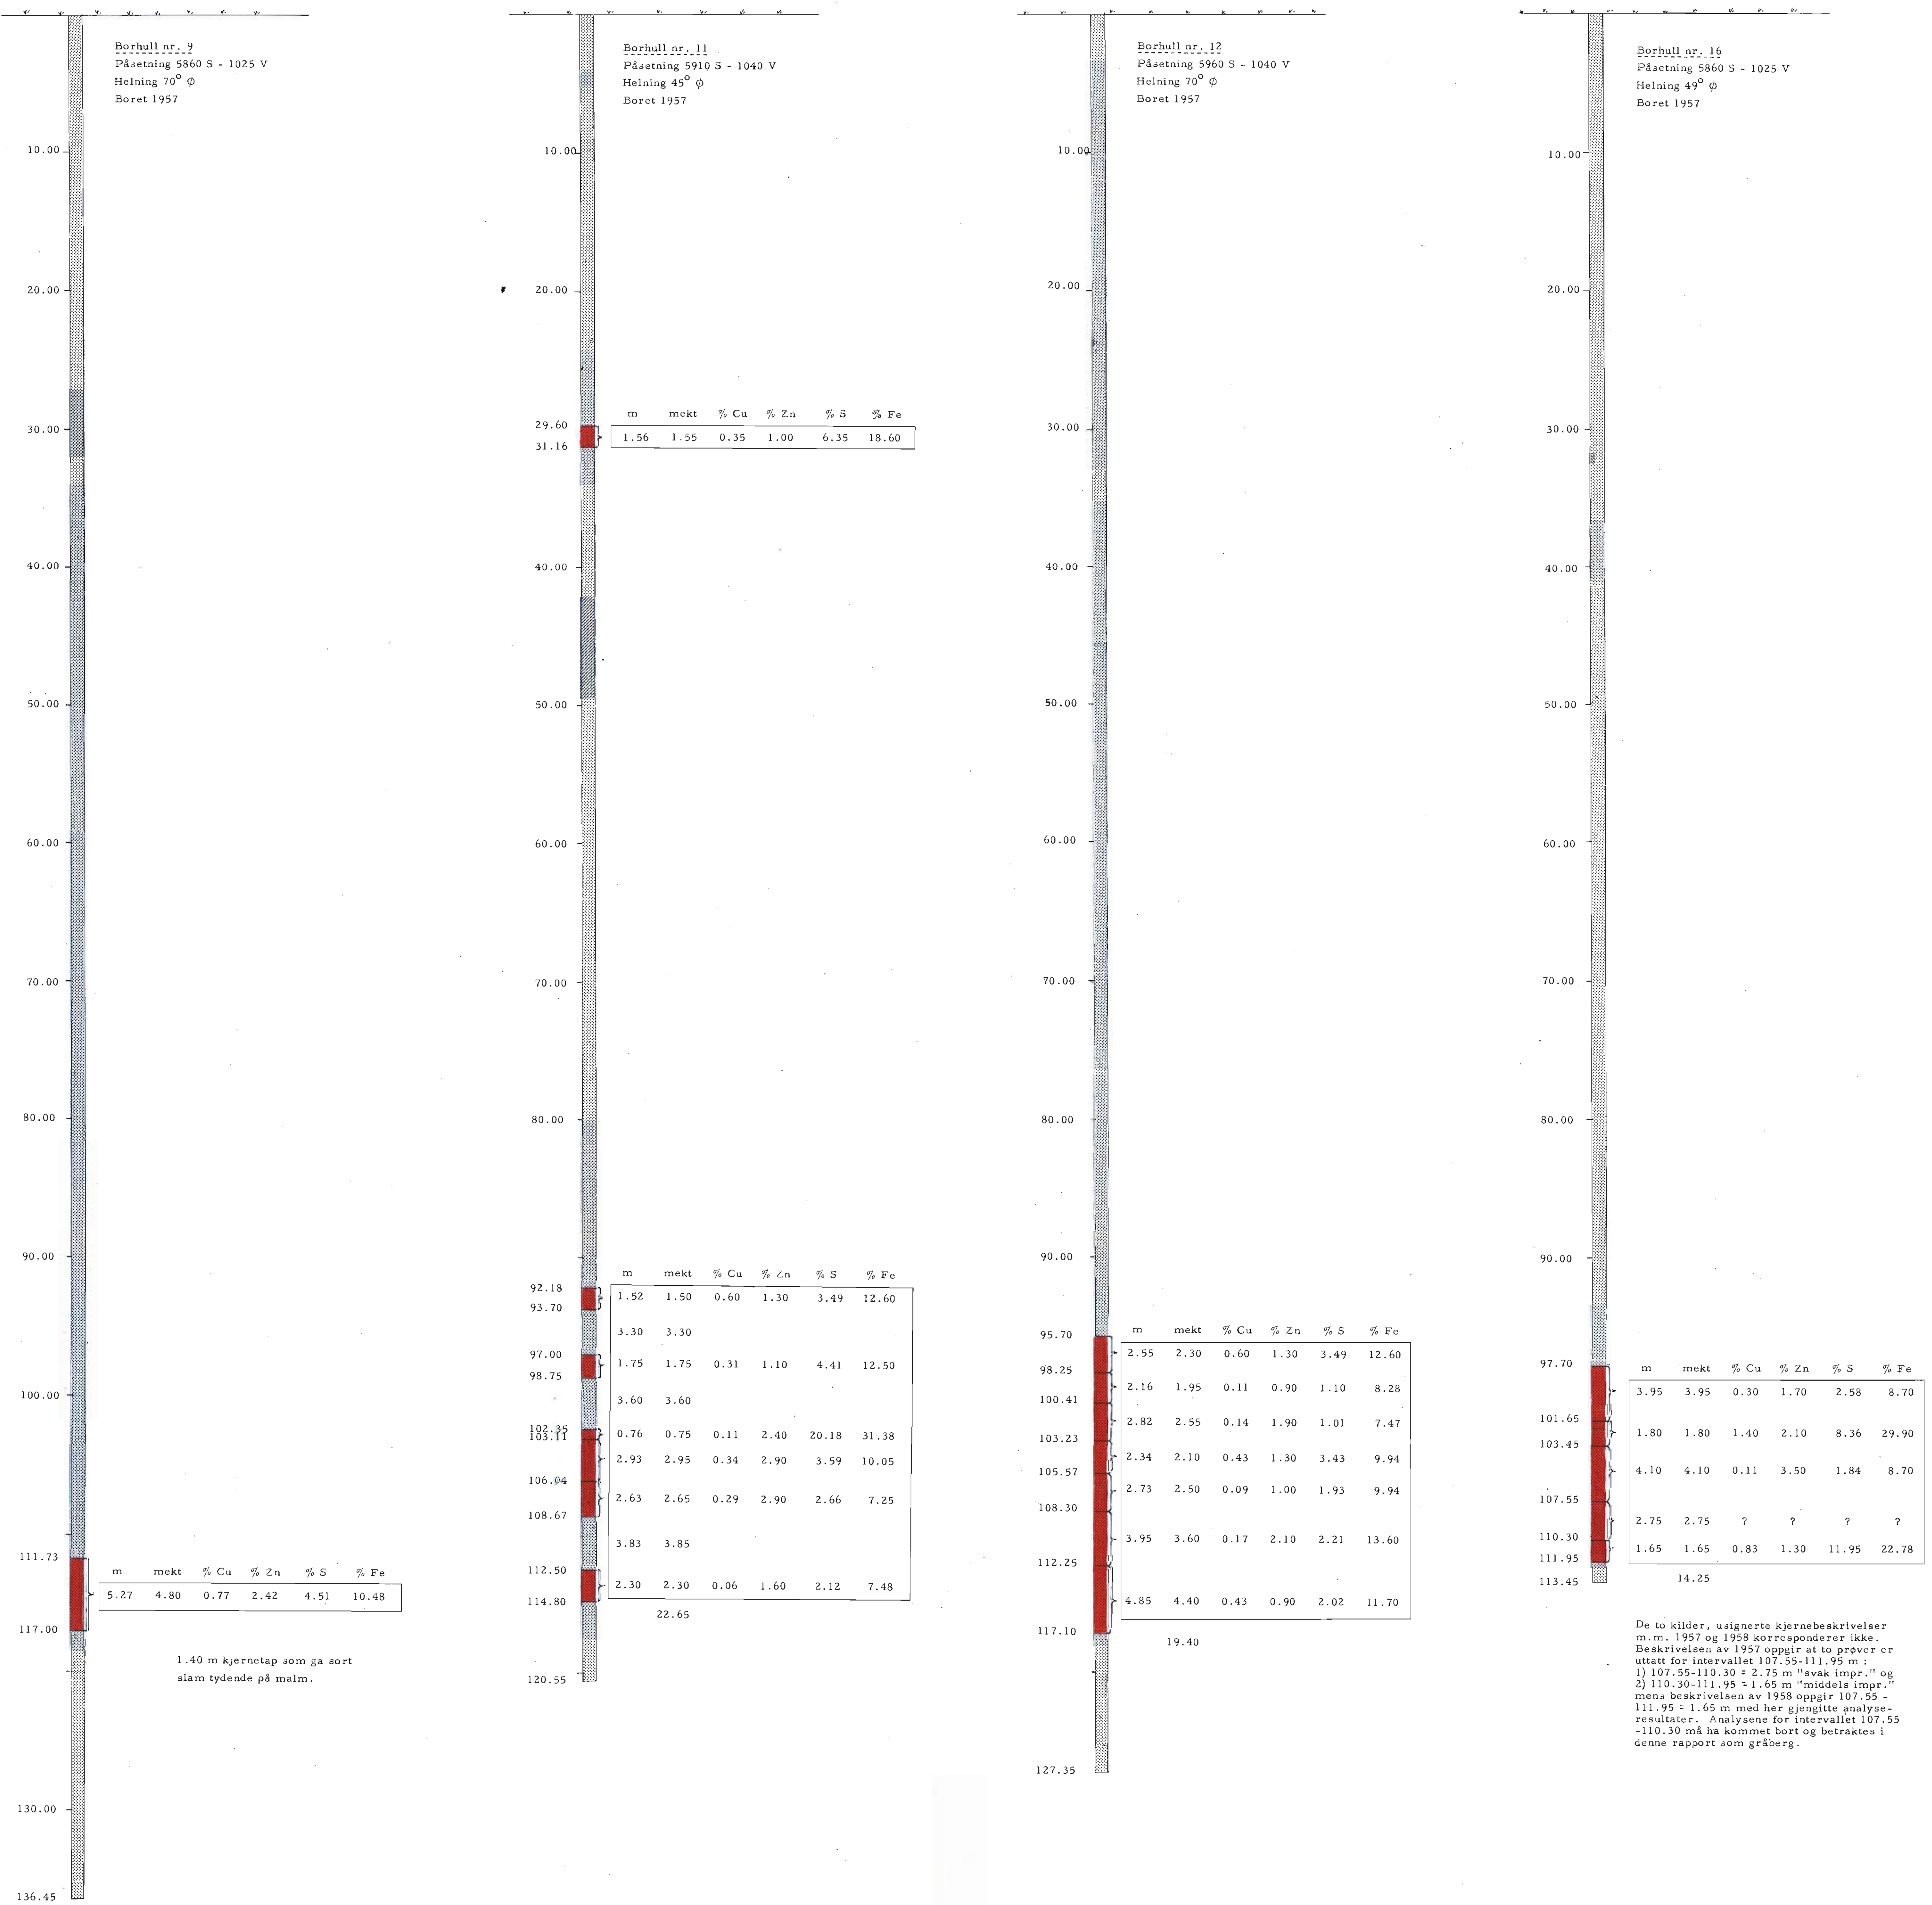 Borhull nr. 9
Påsetning 5860 S - 1025 V
Helning 70° ϕ
Boret 1957
10.00
20.00
30.00
40.00
50.00
60.00
70.00
80.00
90.00
100.00
111.73
m mekt % Cu % Zn % S % Fe
5.27 4.80 0.77 2.42 4.51 10.48
117.00
1.40 m kjernetap som ga sort
slam tydende på malm.
130.00
136.45
Borhull nr. 11
Påsetning 5910 S - 1040 V
Helning 45° ϕ
Boret 1957
10.00
20.00
m mekt % Cu % Zn % S % Fe
29.60
1.56 1.55 0.35 1.00 6.35 18.60
31.16
40.00
50.00
60.00
70.00
80.00
m mekt % Cu % Zn % S % Fe
92.18
1.52 1.50 0.60 1.30 3.49 12.60
93.70
3.30 3.30
97.00
1.75 1.75 0.31 1.10 4.41 12.50
98.75
3.60 3.60
102.35
0.76 0.75 0.11 2.40 20.18 31.38
103.11
2.93 2.95 0.34 2.90 3.59 10.05
106.04
2.63 2.65 0.29 2.90 2.66 7.25
108.67
3.83 3.85
112.50
2.30 2.30 0.06 1.60 2.12 7.48
114.80
22.65
120.55
Borhull nr. 12
Påsetning 5960 S - 1040 V
Helning 70° ϕ
Boret 1957
10.00
20.00
30.00
40.00
50.00
60.00
70.00
80.00
90.00
m mekt % Cu % Zn % S % Fe
95.70
2.55 2.30 0.60 1.30 3.49 12.60
98.25
2.16 1.95 0.11 0.90 1.10 8.28
100.41
2.82 2.55 0.14 1.90 1.01 7.47
103.23
2.34 2.10 0.43 1.30 3.43 9.94
105.57
2.73 2.50 0.09 1.00 1.93 9.94
108.30
3.95 3.60 0.17 2.10 2.21 13.60
112.25
4.85 4.40 0.43 0.90 2.02 11.70
117.10
19.40
127.35
Borhull nr. 16
Påsetning 5860 S - 1025 V
Helning 49° ϕ
Boret 1957
10.00
20.00
30.00
40.00
50.00
60.00
70.00
80.00
90.00
97.70
m mekt % Cu % Zn % S % Fe
3.95 3.95 0.30 1.70 2.58 8.70
101.65
1.80 1.80 1.40 2.10 8.36 29.90
103.45
4.10 4.10 0.11 3.50 1.84 8.70
107.55
2.75 2.75 ? ? ? ?
110.30
1.65 1.65 0.83 1.30 11.95 22.78
111.95
14.25
113.45
De to kilder, usignerte kjernebeskrivelser
m.m. 1957 og 1958 korresponderer ikke.
Beskrivelsen av 1957 oppgir at to prøver er
uttatt for intervallet 107.55-111.95 m :
1) 107.55-110.30 = 2.75 m "svak impr." og
2) 110.30-111.95 = 1.65 m "middels impr."
mens beskrivelsen av 1958 oppgir 107.55 -
111.95 = 1.65 m med her gjengitte analyse-
resultater. Analysene for intervallet 107.55
-110.30 må ha kommet bort og betraktes i
denne rapport som gråberg.